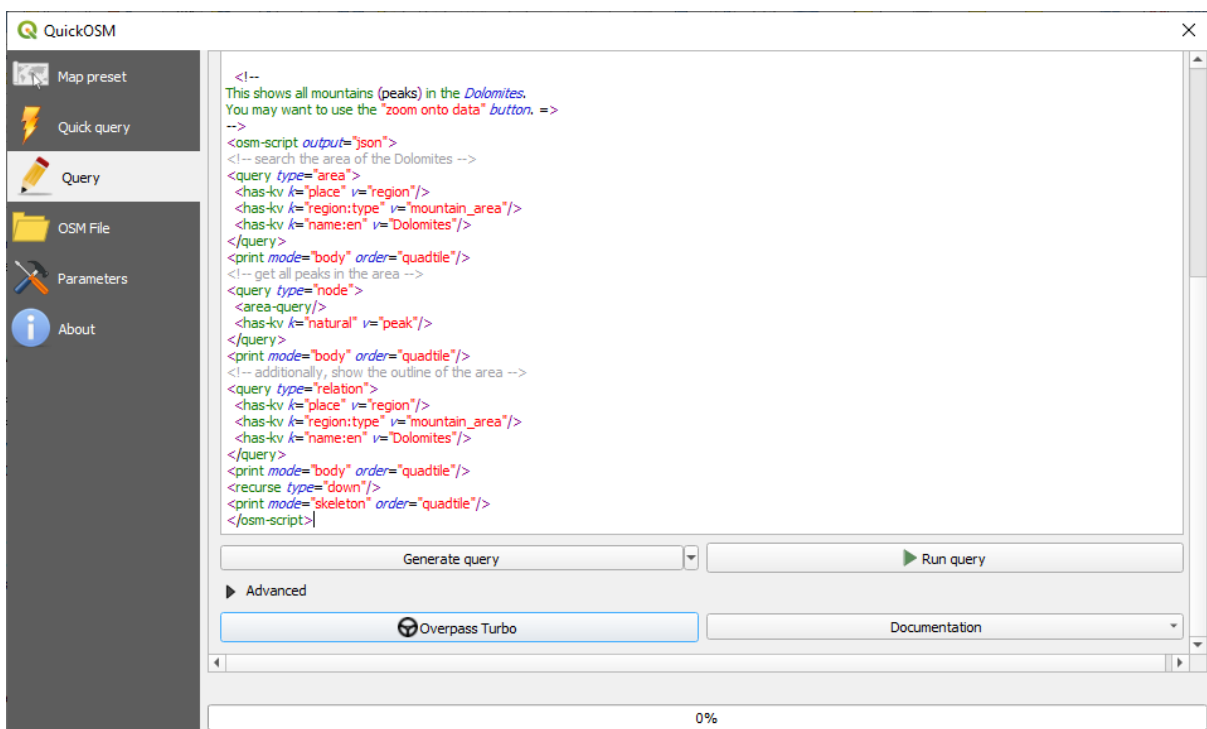 QuickOSM
Map preset
Quick query
Query
OSM File
Parameters
About
<!--
This shows all mountains (peaks) in the Dolomites.
You may want to use the "zoom onto data" button. =>
-->
<osm-script output="json">
<!-- search the area of the Dolomites -->
<query type="area">
<has-kv k="place" v="region"/>
<has-kv k="region:type" v="mountain_area"/>
<has-kv k="name:en" v="Dolomites"/>
</query>
<print mode="body" order="quadtile"/>
<!-- get all peaks in the area -->
<query type="node">
<area-query/>
<has-kv k="natural" v="peak"/>
</query>
<print mode="body" order="quadtile"/>
<!-- additionally, show the outline of the area -->
<query type="relation">
<has-kv k="place" v="region"/>
<has-kv k="region:type" v="mountain_area"/>
<has-kv k="name:en" v="Dolomites"/>
</query>
<print mode="body" order="quadtile"/>
<recurse type="down"/>
<print mode="skeleton" order="quadtile"/>
</osm-script>
Generate query
Run query
Advanced
Overpass Turbo
Documentation
0%